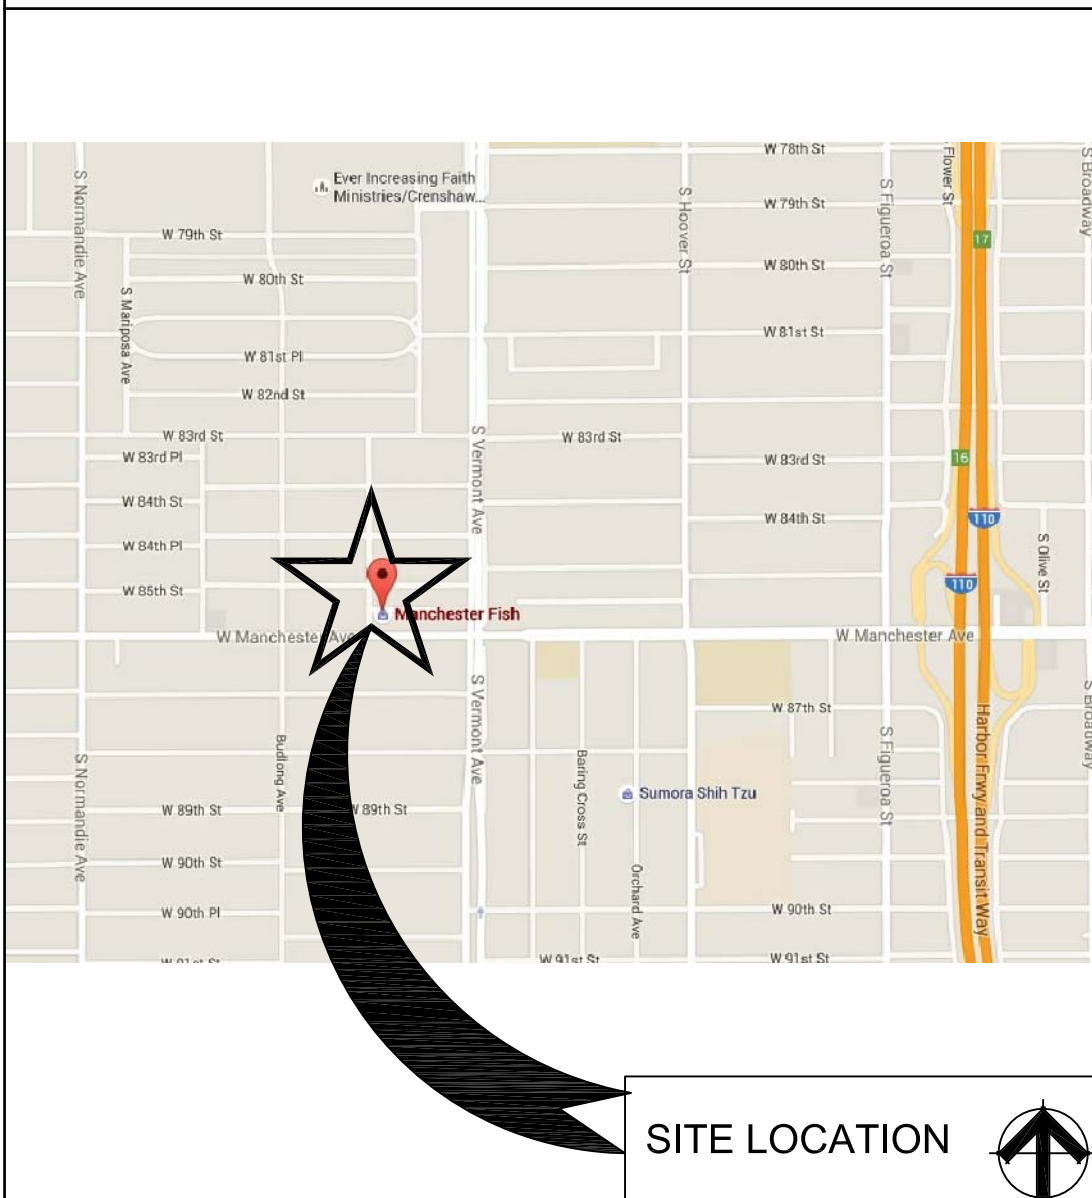 W 78th St
Flower St
S Broadway
Ever Increasing Faith
Ministries/Crenshaw...
S Normandie Ave
S Hoover St
S Figueroa St
W 79th St
W 79th St
17
W 80th St
W 80th St
S Mariposa Ave
W 81st St
W 81st Pl
W 82nd St
W 83rd St
W 83rd St
S Vermont Ave
W 83rd Pl
W 83rd St
16
W 84th St
W 84th St
110
W 84th Pl
S Olive St
W 85th St
110
Manchester Fish
W Manchester Ave
W Manchester Ave
S Vermont Ave
W 87th St
S Broadway
Harbor Frwy and Transit Way
S Figueroa St
Budlong Ave
Baring Cross St
S Normandie Ave
Sumora Shih Tzu
W 89th St
W 89th St
W 90th St
Orchard Ave
W 90th Pl
W 90th St
W 91st St
W 91st St
W 91st St
SITE LOCATION